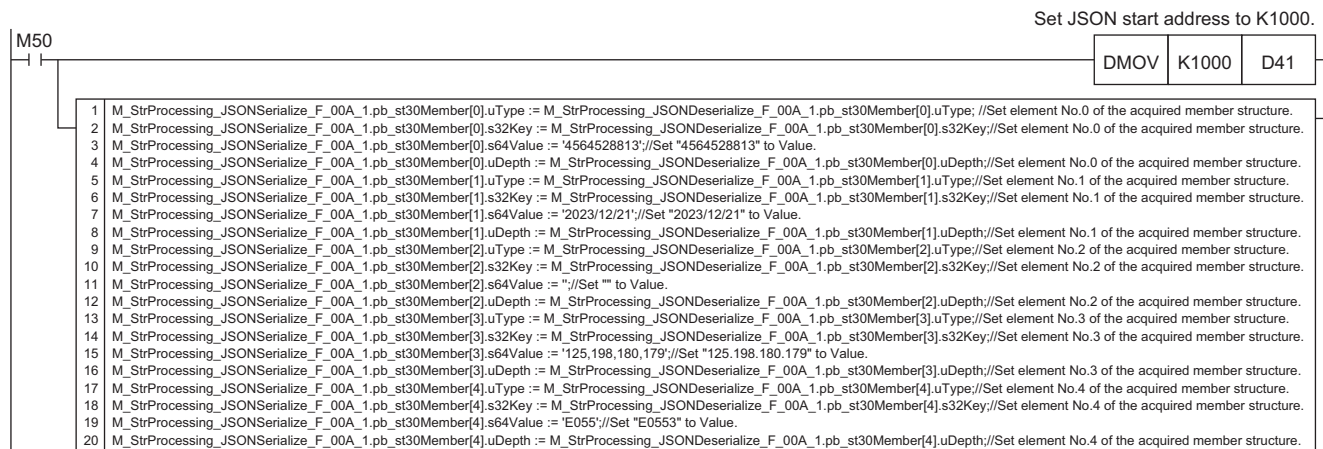 Set JSON start address to K1000.
M50
DMOV K1000 D41
1 M_StrProcessing_JSONSerialize_F_00A_1.pb_st30Member[0].uType := M_StrProcessing_JSONDeserialize_F_00A_1.pb_st30Member[0].uType; //Set element No.0 of the acquired member structure.
2 M_StrProcessing_JSONSerialize_F_00A_1.pb_st30Member[0].s32Key := M_StrProcessing_JSONDeserialize_F_00A_1.pb_st30Member[0].s32Key;//Set element No.0 of the acquired member structure.
3 M_StrProcessing_JSONSerialize_F_00A_1.pb_st30Member[0].s64Value := '4564528813';//Set "4564528813" to Value.
4 M_StrProcessing_JSONSerialize_F_00A_1.pb_st30Member[0].uDepth := M_StrProcessing_JSONDeserialize_F_00A_1.pb_st30Member[0].uDepth;//Set element No.0 of the acquired member structure.
5 M_StrProcessing_JSONSerialize_F_00A_1.pb_st30Member[1].uType := M_StrProcessing_JSONDeserialize_F_00A_1.pb_st30Member[1].uType;//Set element No.1 of the acquired member structure.
6 M_StrProcessing_JSONSerialize_F_00A_1.pb_st30Member[1].s32Key := M_StrProcessing_JSONDeserialize_F_00A_1.pb_st30Member[1].s32Key;//Set element No.1 of the acquired member structure.
7 M_StrProcessing_JSONSerialize_F_00A_1.pb_st30Member[1].s64Value := '2023/12/21';//Set "2023/12/21" to Value.
8 M_StrProcessing_JSONSerialize_F_00A_1.pb_st30Member[1].uDepth := M_StrProcessing_JSONDeserialize_F_00A_1.pb_st30Member[1].uDepth;//Set element No.1 of the acquired member structure.
9 M_StrProcessing_JSONSerialize_F_00A_1.pb_st30Member[2].uType := M_StrProcessing_JSONDeserialize_F_00A_1.pb_st30Member[2].uType;//Set element No.2 of the acquired member structure.
10 M_StrProcessing_JSONSerialize_F_00A_1.pb_st30Member[2].s32Key := M_StrProcessing_JSONDeserialize_F_00A_1.pb_st30Member[2].s32Key;//Set element No.2 of the acquired member structure.
11 M_StrProcessing_JSONSerialize_F_00A_1.pb_st30Member[2].s64Value := '';//Set "" to Value.
12 M_StrProcessing_JSONSerialize_F_00A_1.pb_st30Member[2].uDepth := M_StrProcessing_JSONDeserialize_F_00A_1.pb_st30Member[2].uDepth;//Set element No.2 of the acquired member structure.
13 M_StrProcessing_JSONSerialize_F_00A_1.pb_st30Member[3].uType := M_StrProcessing_JSONDeserialize_F_00A_1.pb_st30Member[3].uType;//Set element No.3 of the acquired member structure.
14 M_StrProcessing_JSONSerialize_F_00A_1.pb_st30Member[3].s32Key := M_StrProcessing_JSONDeserialize_F_00A_1.pb_st30Member[3].s32Key;//Set element No.3 of the acquired member structure.
15 M_StrProcessing_JSONSerialize_F_00A_1.pb_st30Member[3].s64Value := '125,198,180,179';//Set "125.198.180.179" to Value.
16 M_StrProcessing_JSONSerialize_F_00A_1.pb_st30Member[3].uDepth := M_StrProcessing_JSONDeserialize_F_00A_1.pb_st30Member[3].uDepth;//Set element No.3 of the acquired member structure.
17 M_StrProcessing_JSONSerialize_F_00A_1.pb_st30Member[4].uType := M_StrProcessing_JSONDeserialize_F_00A_1.pb_st30Member[4].uType;//Set element No.4 of the acquired member structure.
18 M_StrProcessing_JSONSerialize_F_00A_1.pb_st30Member[4].s32Key := M_StrProcessing_JSONDeserialize_F_00A_1.pb_st30Member[4].s32Key;//Set element No.4 of the acquired member structure.
19 M_StrProcessing_JSONSerialize_F_00A_1.pb_st30Member[4].s64Value := 'E055';//Set "E0553" to Value.
20 M_StrProcessing_JSONSerialize_F_00A_1.pb_st30Member[4].uDepth := M_StrProcessing_JSONDeserialize_F_00A_1.pb_st30Member[4].uDepth;//Set element No.4 of the acquired member structure.